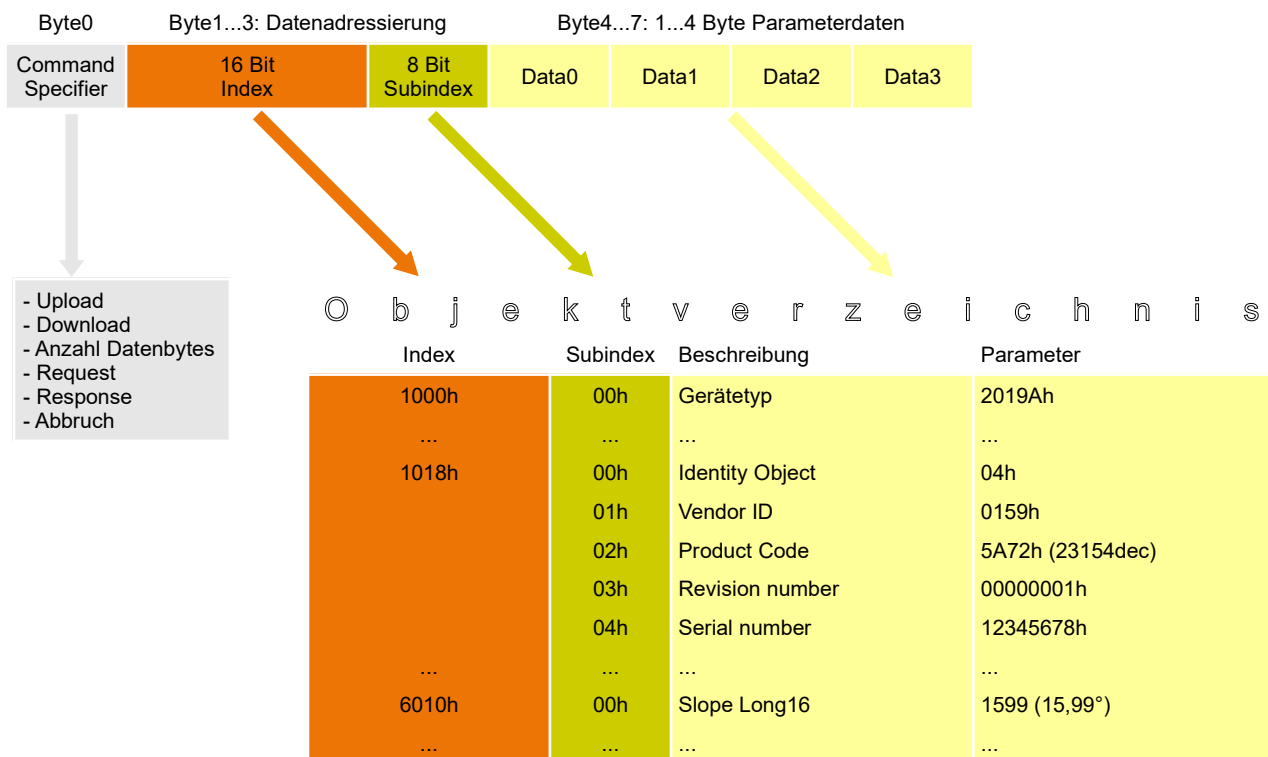 Byte0 Byte1...3: Datenadressierung Byte4...7: 1...4 Byte Parameterdaten
Command Specifier 16 Bit Index 8 Bit Subindex Data0 Data1 Data2 Data3
- Upload
- Download
- Anzahl Datenbytes
- Request
- Response
- Abbruch
Objektverzeichnis
Index Subindex Beschreibung Parameter
1000h 00h Gerätetyp 2019Ah
... ... ... ...
1018h 00h Identity Object 04h
01h Vendor ID 0159h
02h Product Code 5A72h (23154dec)
03h Revision number 00000001h
04h Serial number 12345678h
... ... ... ...
6010h 00h Slope Long16 1599 (15,99°)
... ... ... ...